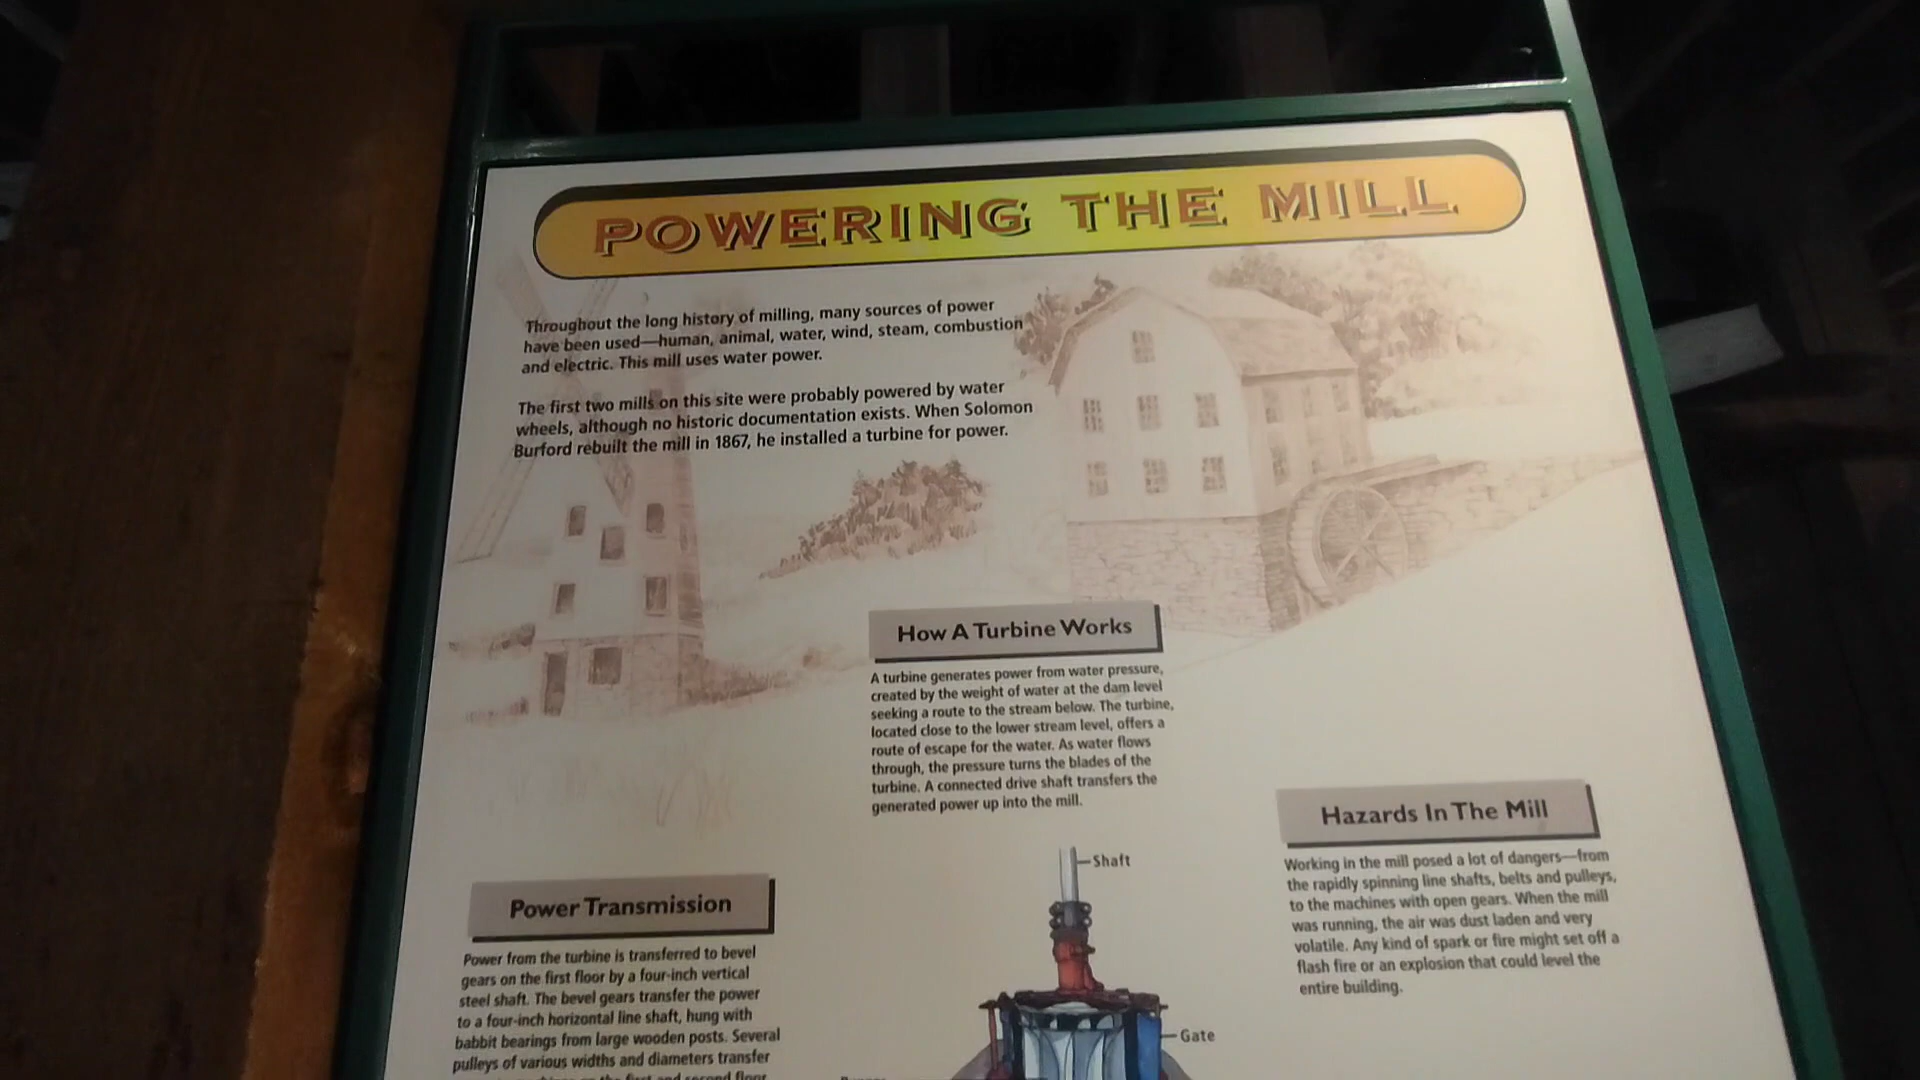 POWERING THE MILL
Throughout the long history of milling, many sources of power
have been used—human, animal, water, wind, steam, combustion
and electric. This mill uses water power.
The first two mills on this site were probably powered by water
wheels, although no historic documentation exists. When Solomon
Burford rebuilt the mill in 1867, he installed a turbine for power.
How A Turbine Works
A turbine generates power from water pressure,
created by the weight of water at the dam level
seeking a route to the stream below. The turbine,
located close to the lower stream level, offers a
route of escape for the water. As water flows
through, the pressure turns the blades of the
turbine. A connected drive shaft transfers the
generated power up into the mill.
Shaft
Gate
Hazards In The Mill
Working in the mill posed a lot of dangers—from
the rapidly spinning line shafts, belts and pulleys,
to the machines with open gears. When the mill
was running, the air was dust laden and very
volatile. Any kind of spark or fire might set off a
flash fire or an explosion that could level the
entire building.
Power Transmission
Power from the turbine is transferred to bevel
gears on the first floor by a four-inch vertical
steel shaft. The bevel gears transfer the power
to a four-inch horizontal line shaft, hung with
babbit bearings from large wooden posts. Several
pulleys of various widths and diameters transfer
the first and second floor